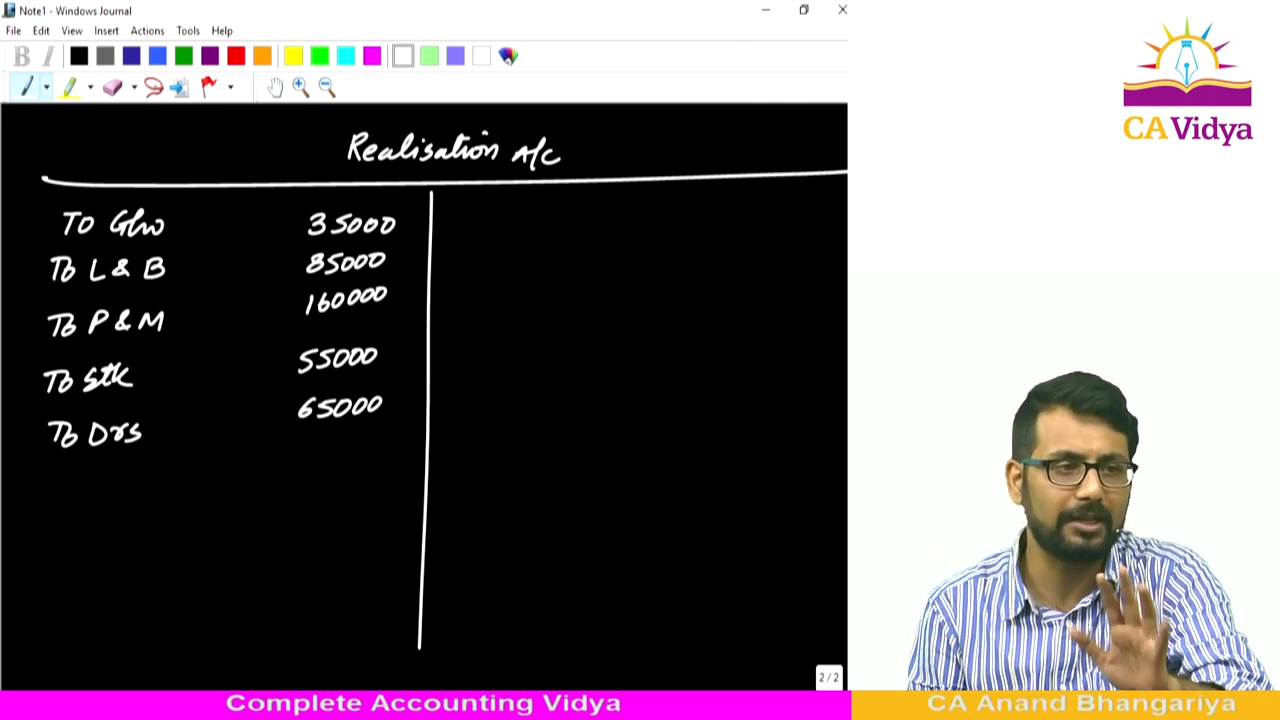 Note1 - Windows Journal
File Edit View Insert Actions Tools Help
B I
CA Vidya
Realisation A/C
To Glw 35000
To L & B 85000
To P & M 160000
To Stk 55000
To Drs 65000
2 / 2
Complete Accounting Vidya
CA Anand Bhangariya